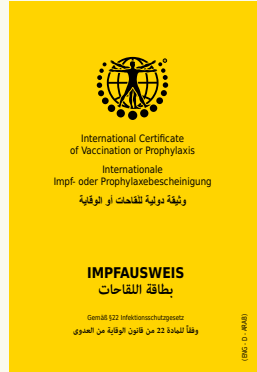 International Certificate
of Vaccination or Prophylaxis
Internationale
Impf- oder Prophylaxebescheinigung
وثيقة دولية للقاحات أو الوقاية
IMPFAUSWEIS
بطاقة اللقاحات
Gemäß §22 Infektionsschutzgesetz
وفقاً للمادة 22 من قانون الوقاية من العدوى
(ENG - D - ARAB)